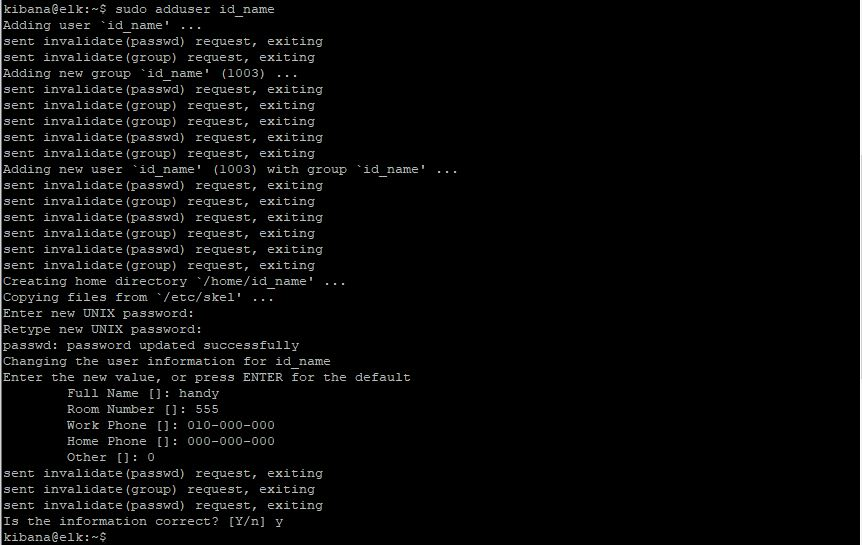 kibana@elk:~$ sudo adduser id_name
Adding user `id_name' ...
sent invalidate(passwd) request, exiting
sent invalidate(group) request, exiting
Adding new group `id_name' (1003) ...
sent invalidate(passwd) request, exiting
sent invalidate(group) request, exiting
sent invalidate(group) request, exiting
sent invalidate(passwd) request, exiting
sent invalidate(group) request, exiting
Adding new user `id_name' (1003) with group `id_name' ...
sent invalidate(passwd) request, exiting
sent invalidate(group) request, exiting
sent invalidate(passwd) request, exiting
sent invalidate(group) request, exiting
sent invalidate(passwd) request, exiting
sent invalidate(group) request, exiting
Creating home directory `/home/id_name' ...
Copying files from `/etc/skel' ...
Enter new UNIX password:
Retype new UNIX password:
passwd: password updated successfully
Changing the user information for id_name
Enter the new value, or press ENTER for the default
        Full Name []: handy
        Room Number []: 555
        Work Phone []: 010-000-000
        Home Phone []: 000-000-000
        Other []: 0
sent invalidate(passwd) request, exiting
sent invalidate(group) request, exiting
sent invalidate(passwd) request, exiting
Is the information correct? [Y/n] y
kibana@elk:~$